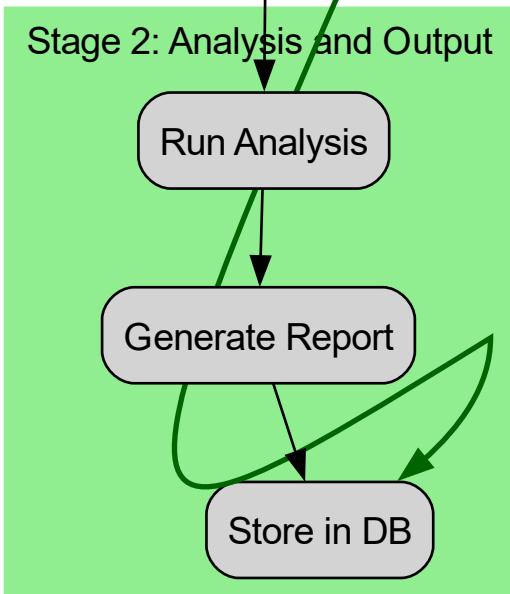 Stage 2: Analysis and Output
Run Analysis
Generate Report
Store in DB